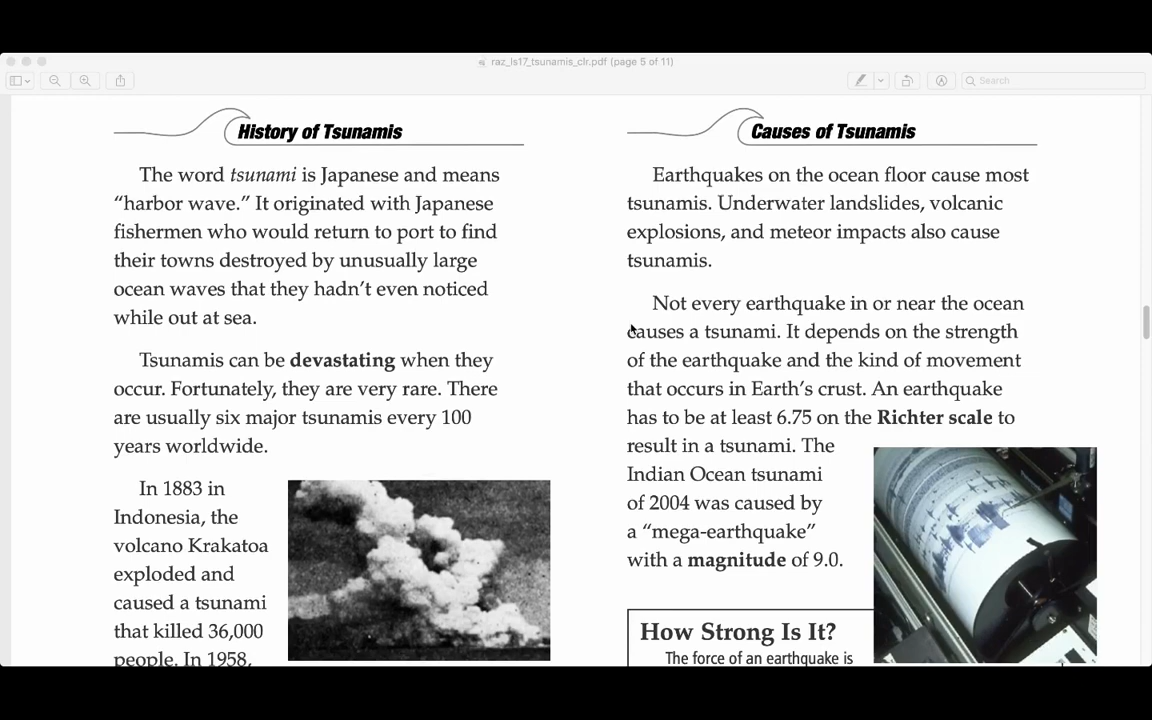 raz_ls17_tsunamis_clr.pdf (page 5 of 11)
Search
History of Tsunamis
The word tsunami is Japanese and means
“harbor wave.” It originated with Japanese
fishermen who would return to port to find
their towns destroyed by unusually large
ocean waves that they hadn’t even noticed
while out at sea.
Tsunamis can be devastating when they
occur. Fortunately, they are very rare. There
are usually six major tsunamis every 100
years worldwide.
In 1883 in
Indonesia, the
volcano Krakatoa
exploded and
caused a tsunami
that killed 36,000
people. In 1958,
Causes of Tsunamis
Earthquakes on the ocean floor cause most
tsunamis. Underwater landslides, volcanic
explosions, and meteor impacts also cause
tsunamis.
Not every earthquake in or near the ocean
causes a tsunami. It depends on the strength
of the earthquake and the kind of movement
that occurs in Earth’s crust. An earthquake
has to be at least 6.75 on the Richter scale to
result in a tsunami. The
Indian Ocean tsunami
of 2004 was caused by
a “mega-earthquake”
with a magnitude of 9.0.
How Strong Is It?
The force of an earthquake is